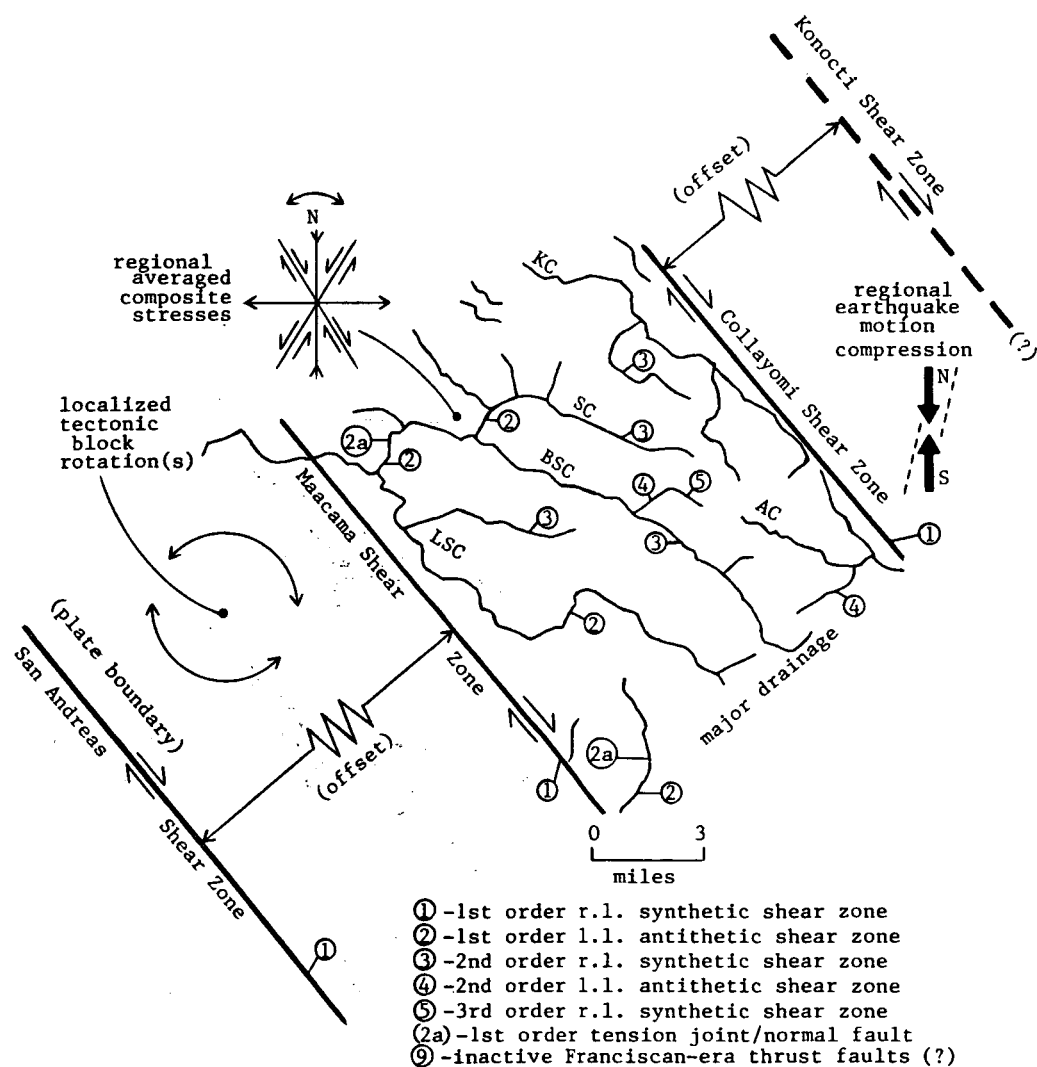 Konocti Shear Zone
(offset)
N
regional
averaged
composite
stresses
KC
Collayomi Shear Zone
(?)
regional
earthquake
motion
compression
N
S
3
SC
3
2
2a
2
BSC
4
5
localized
tectonic
block
rotation(s)
Maacama Shear
Zone
3
LSC
3
AC
1
4
2
major drainage
(plate boundary)
San Andreas
Shear Zone
(offset)
2a
1
2
0 3
miles
1
① -1st order r.l. synthetic shear zone
② -1st order l.l. antithetic shear zone
③ -2nd order r.l. synthetic shear zone
④ -2nd order l.l. antithetic shear zone
⑤ -3rd order r.l. synthetic shear zone
(2a) -1st order tension joint/normal fault
⑨ -inactive Franciscan-era thrust faults (?)